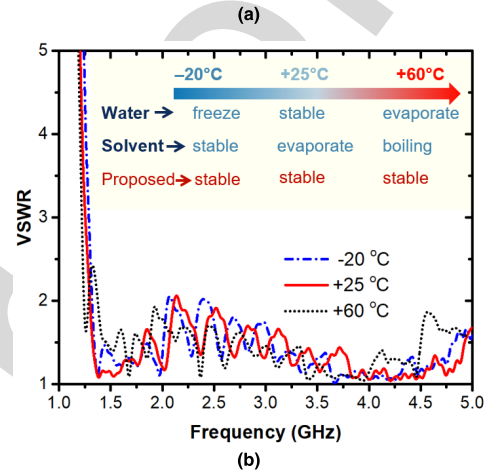 (a)
5
4
3
2
1
VSWR
−20°C +25°C +60°C
Water freeze stable evaporate
Solvent stable evaporate boiling
Proposed stable stable stable
-20 °C
+25 °C
+60 °C
1.0 1.5 2.0 2.5 3.0 3.5 4.0 4.5 5.0
Frequency (GHz)
(b)